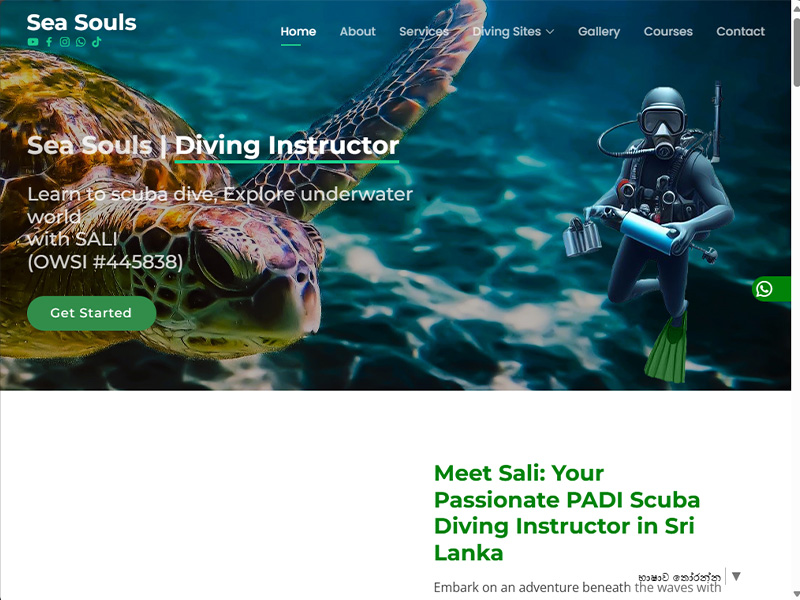 Sea Souls
Home About Services Diving Sites Gallery Courses Contact
Sea Souls | Diving Instructor
Learn to scuba dive, Explore underwater
world
with SALI
(OWSI #445838)
Get Started
Meet Sali: Your
Passionate PADI Scuba
Diving Instructor in Sri
Lanka
භාෂාව තෝරන්න ▼
Embark on an adventure beneath the waves with